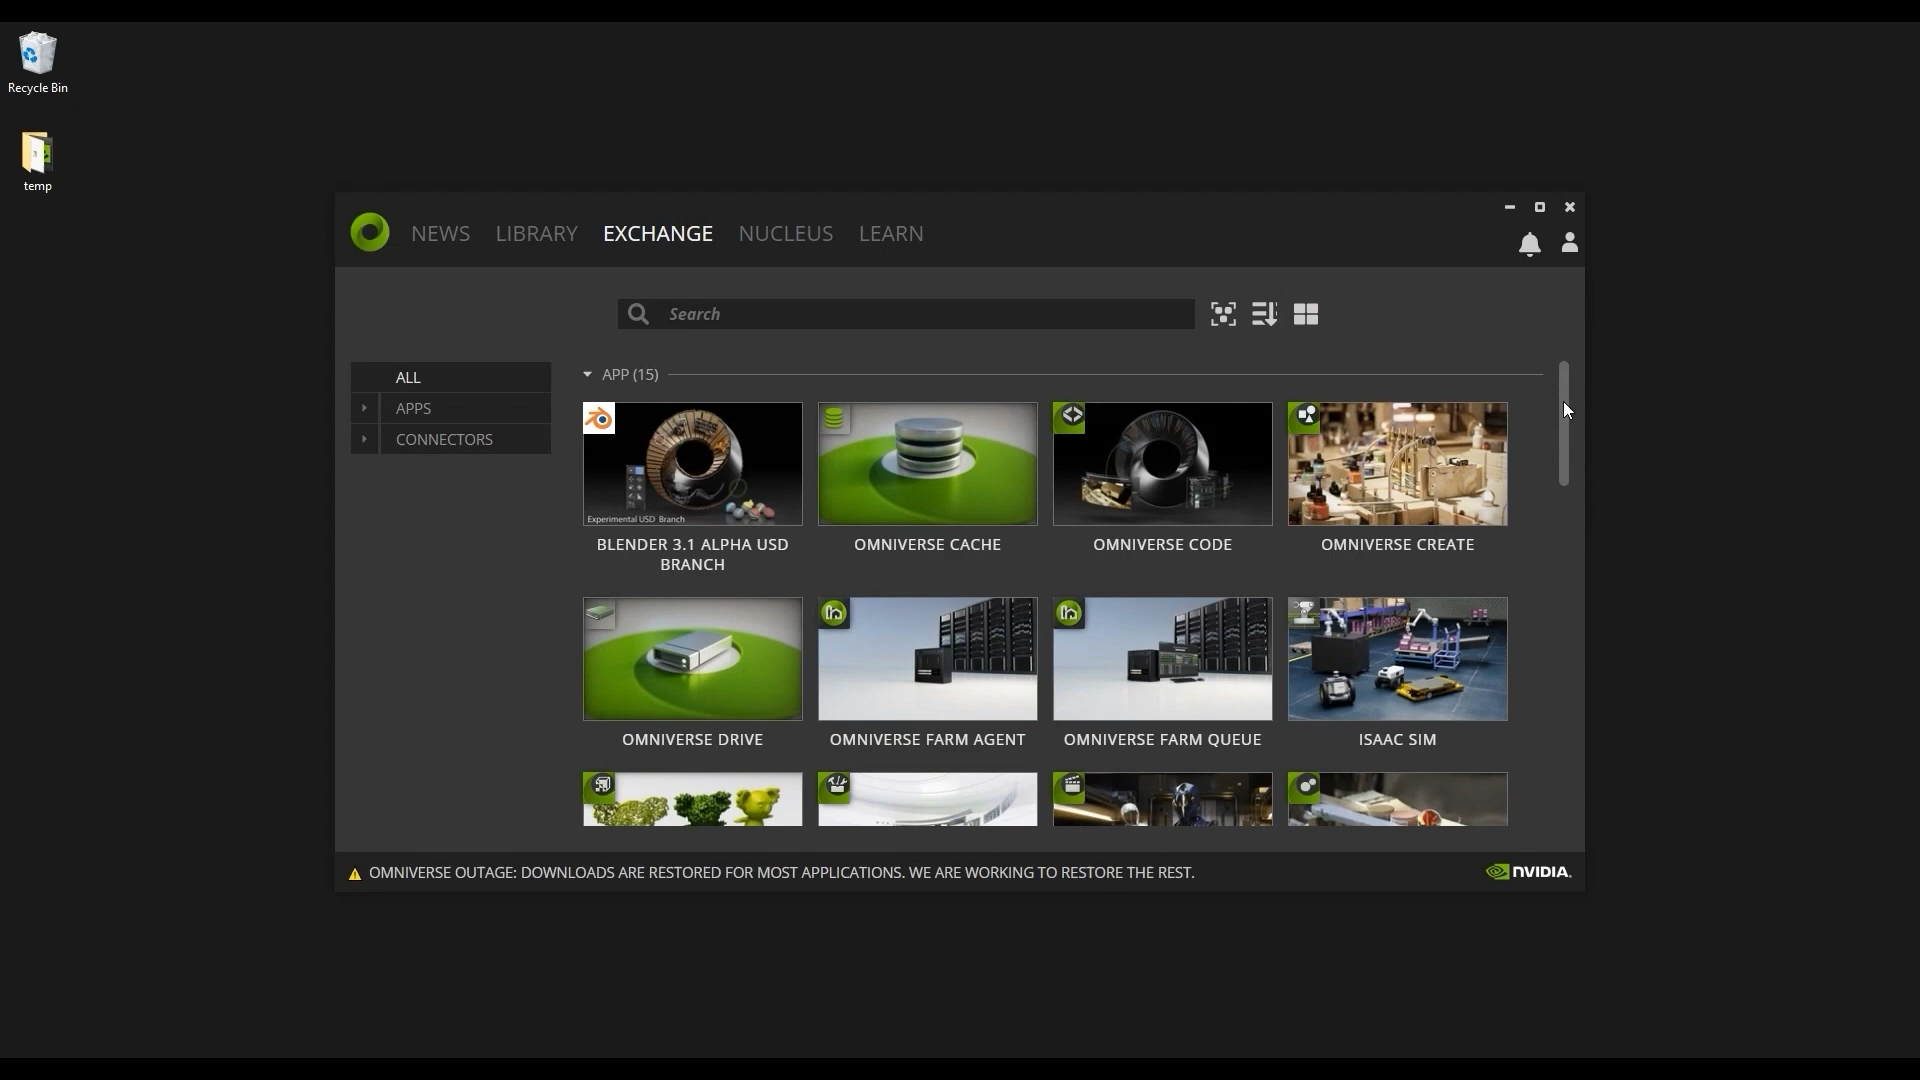 Recycle Bin
temp
NEWS LIBRARY EXCHANGE NUCLEUS LEARN
Search
ALL
APPS
CONNECTORS
APP (15)
Experimental USD Branch
BLENDER 3.1 ALPHA USD
BRANCH
OMNIVERSE CACHE
OMNIVERSE CODE
OMNIVERSE CREATE
OMNIVERSE DRIVE
OMNIVERSE FARM AGENT
OMNIVERSE FARM QUEUE
ISAAC SIM
OMNIVERSE OUTAGE: DOWNLOADS ARE RESTORED FOR MOST APPLICATIONS. WE ARE WORKING TO RESTORE THE REST.
NVIDIA.